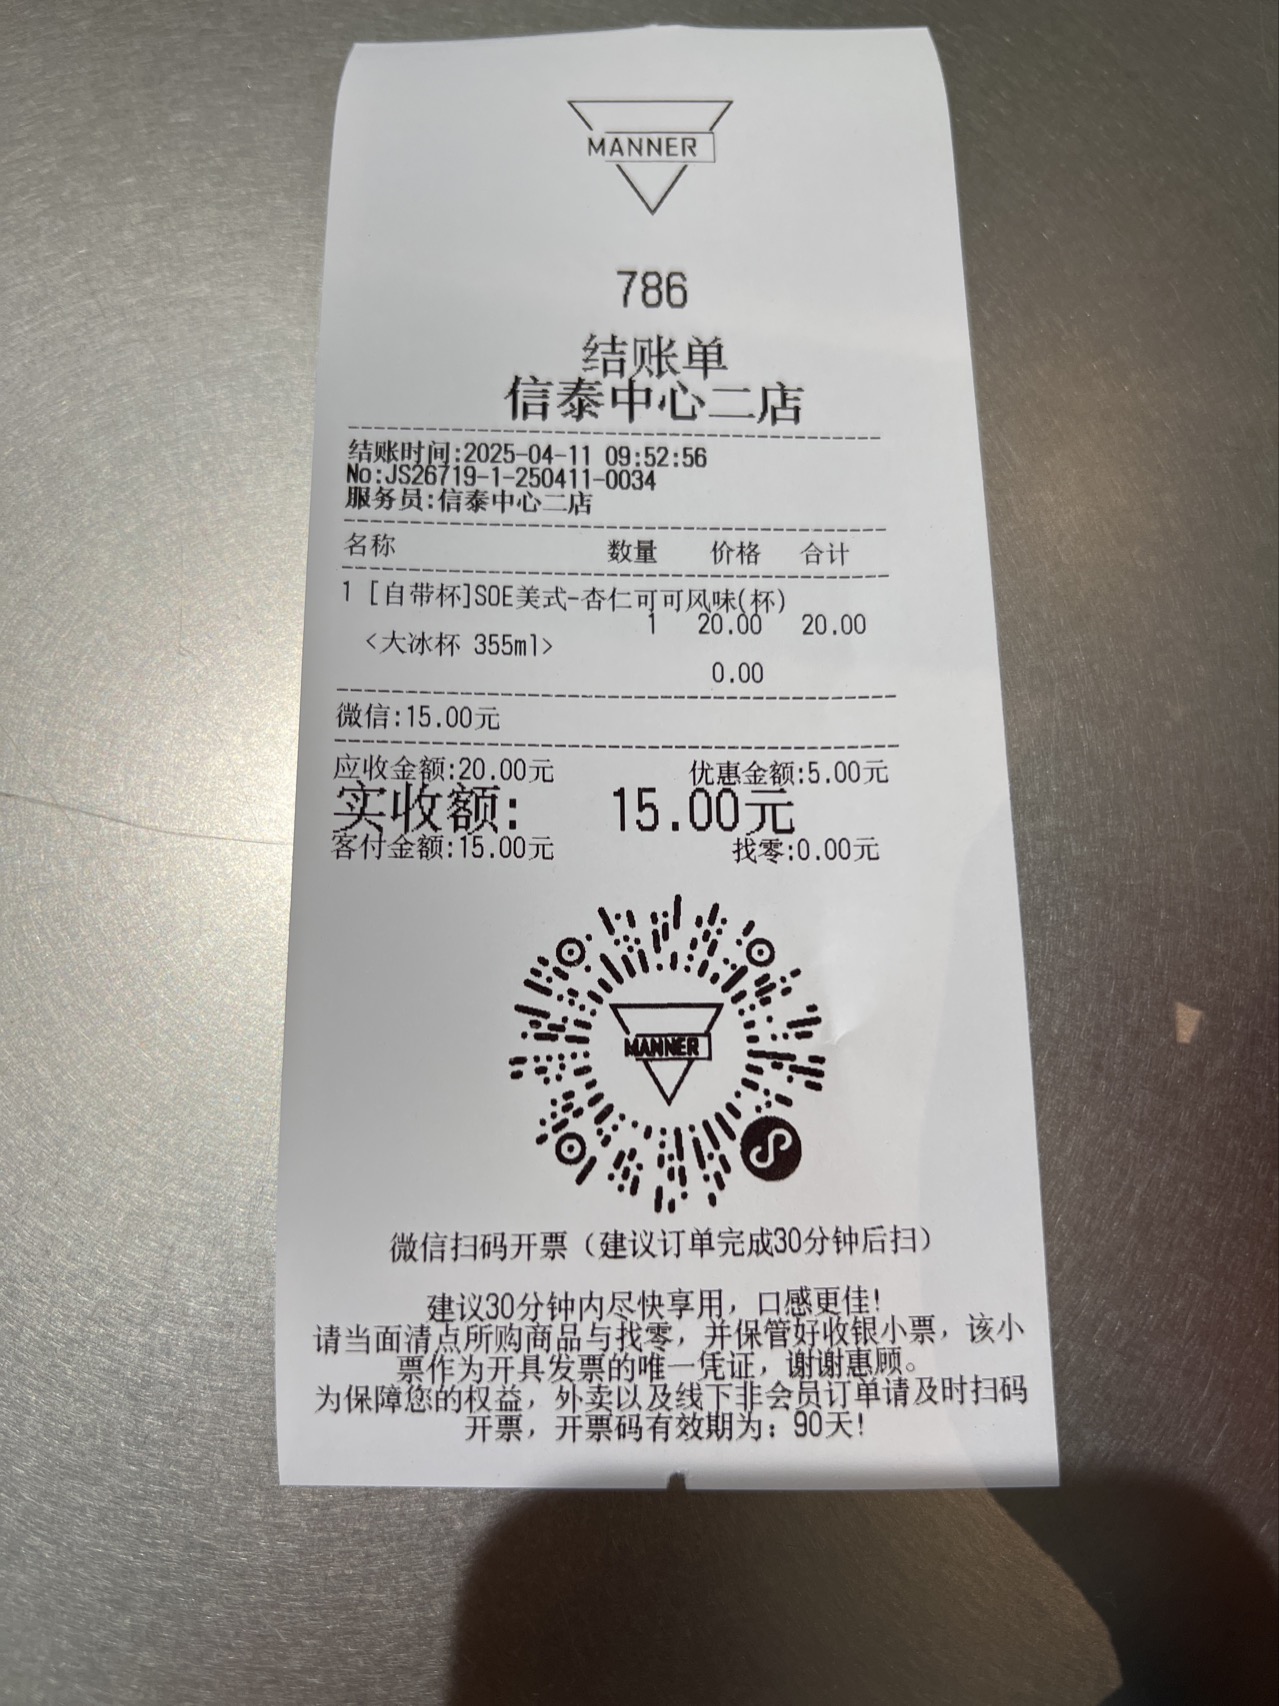 MANNER
786
结账单
信泰中心二店
结账时间:2025-04-11 09:52:56
No:JS26719-1-250411-0034
服务员:信泰中心二店
名称 数量 价格 合计
1 [自带杯]SOE美式-杏仁可可风味(杯)
1 20.00 20.00
<大冰杯 355ml>
0.00
微信:15.00元
应收金额:20.00元 优惠金额:5.00元
实收额: 15.00元
客付金额:15.00元 找零:0.00元
MANNER
微信扫码开票（建议订单完成30分钟后扫）
建议30分钟内尽快享用，口感更佳!
请当面清点所购商品与找零，并保管好收银小票，该小
票作为开具发票的唯一凭证，谢谢惠顾。
为保障您的权益，外卖以及线下非会员订单请及时扫码
开票，开票码有效期为：90天!